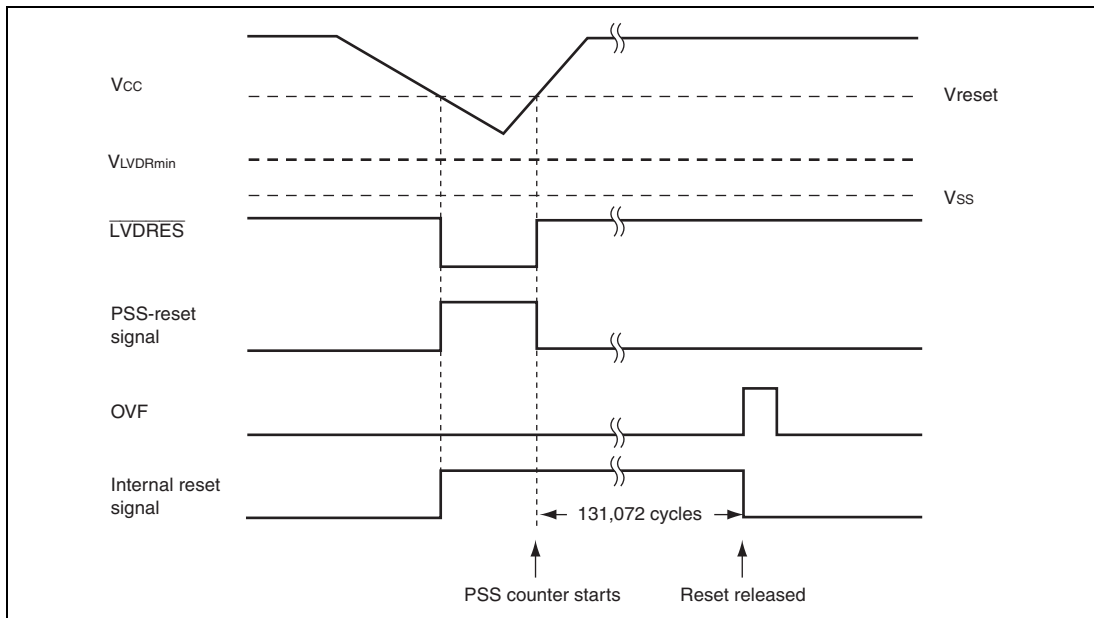 VCC
Vreset
VLVDRmin
VSS
LVDRES
PSS-reset
signal
OVF
Internal reset
signal
131,072 cycles
PSS counter starts
Reset released